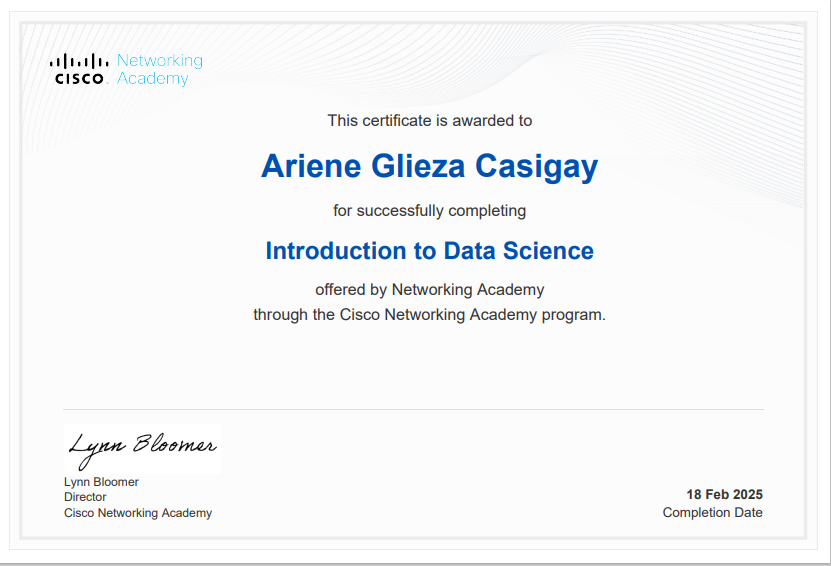 Networking
CISCO Academy
This certificate is awarded to
Ariene Glieza Casigay
for successfully completing
Introduction to Data Science
offered by Networking Academy
through the Cisco Networking Academy program.
Lynn Bloomer
Lynn Bloomer
Director
Cisco Networking Academy
18 Feb 2025
Completion Date